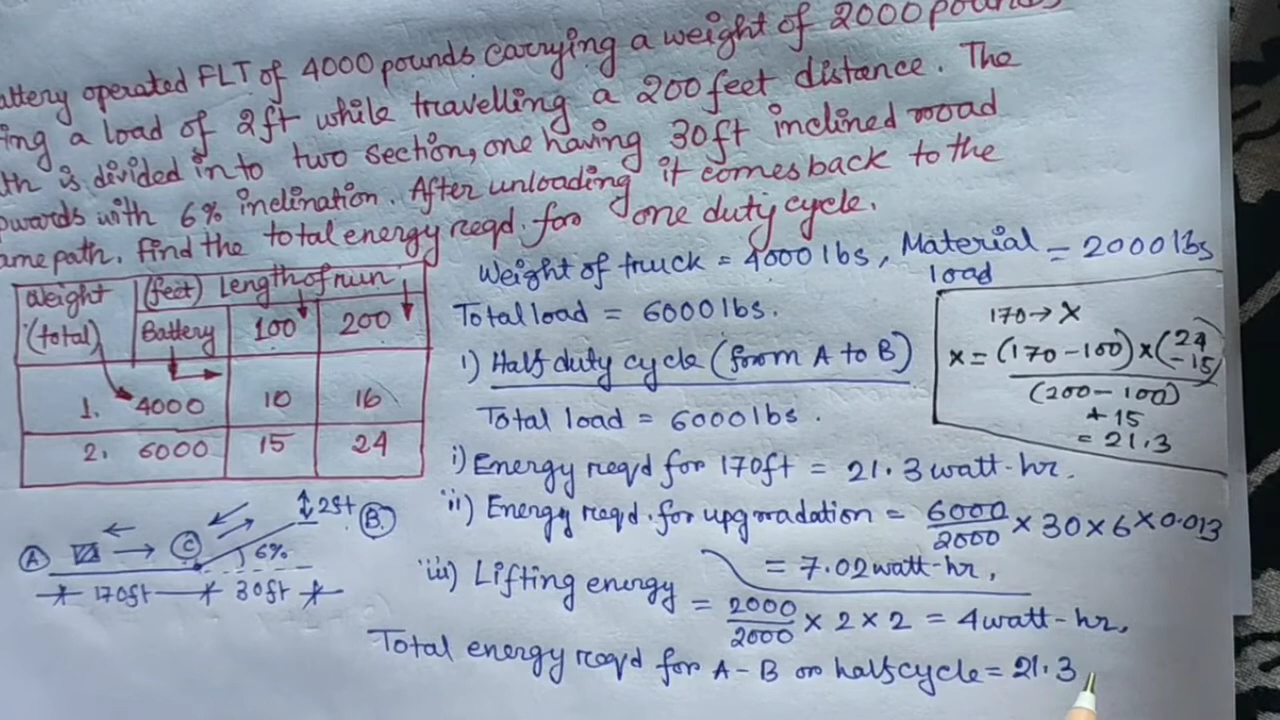 attery operated FLT of 4000 pounds carrying a weight of 2000 pounds
ing a load of 2ft while travelling a 200 feet distance. The
th is divided in to two section, one having 30ft inclined road
pwards with 6% inclination. After unloading it comes back to the
ame path. Find the total energy reqd. for one duty cycle.
Weight (total) (feet) Length of run
Battery 100 200
1. 4000 10 16
2. 6000 15 24
A C B 2ft 6%
170ft 30ft
Weight of truck = 4000 lbs, Material load = 2000 lbs
Total load = 6000 lbs.
i) Half duty cycle (from A to B)
Total load = 6000 lbs.
i) Energy reqd for 170ft = 21.3 watt-hr.
ii) Energy reqd. for upgradation = 6000/2000 × 30 × 6 × 0.013
= 7.02 watt-hr,
iii) Lifting energy = 2000/2000 × 2 × 2 = 4 watt-hr,
Total energy reqd for A-B or half cycle = 21.3
170 → X
x = (170-100) × (24-15)
(200-100)
+ 15
= 21.3